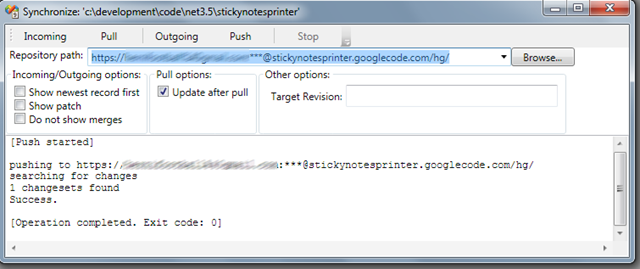 Synchronize: 'c:\development\code\net3.5\stickynotesprinter'
Incoming Pull Outgoing Push Stop
Repository path: https:// ***@stickynotesprinter.googlecode.com/hg/ Browse...
Incoming/Outgoing options: Pull options: Other options:
Show newest record first Update after pull Target Revision:
Show patch
Do not show merges
[Push started]
pushing to https:/ :***@stickynotesprinter.googlecode.com/hg/
searching for changes
1 changesets found
Success.
[Operation completed. Exit code: 0]